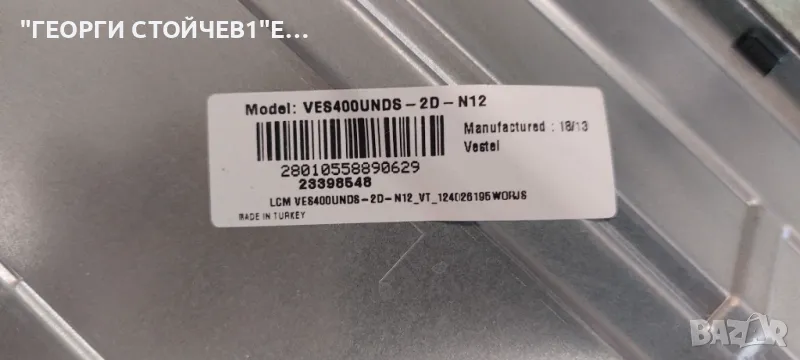 "ГЕОРГИ СТОЙЧЕВ1"Е...
Model: VES400UNDS-2D-N12
Manufactured : 18/13
Vestel
28010558890629
23398548
LCM VES400UNDS-2D-N12_VT_124026195WORJS
MADE IN TURKEY
BAZAR